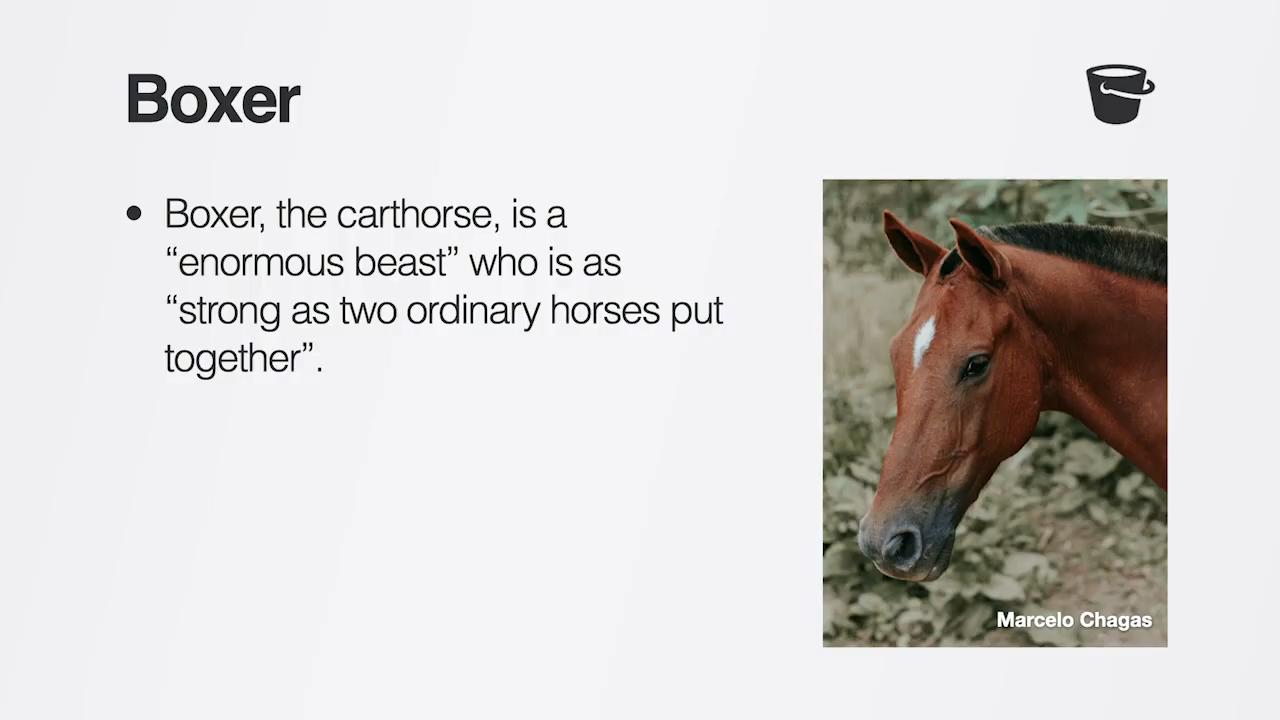 Boxer
• Boxer, the carthorse, is a
“enormous beast” who is as
“strong as two ordinary horses put
together”.
Marcelo Chagas